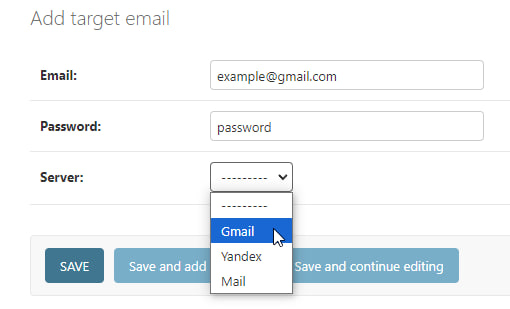 Add target email
Email:
example@gmail.com
Password:
password
Server:
---------
---------
Gmail
Yandex
Mail
SAVE
Save and add
Save and continue editing